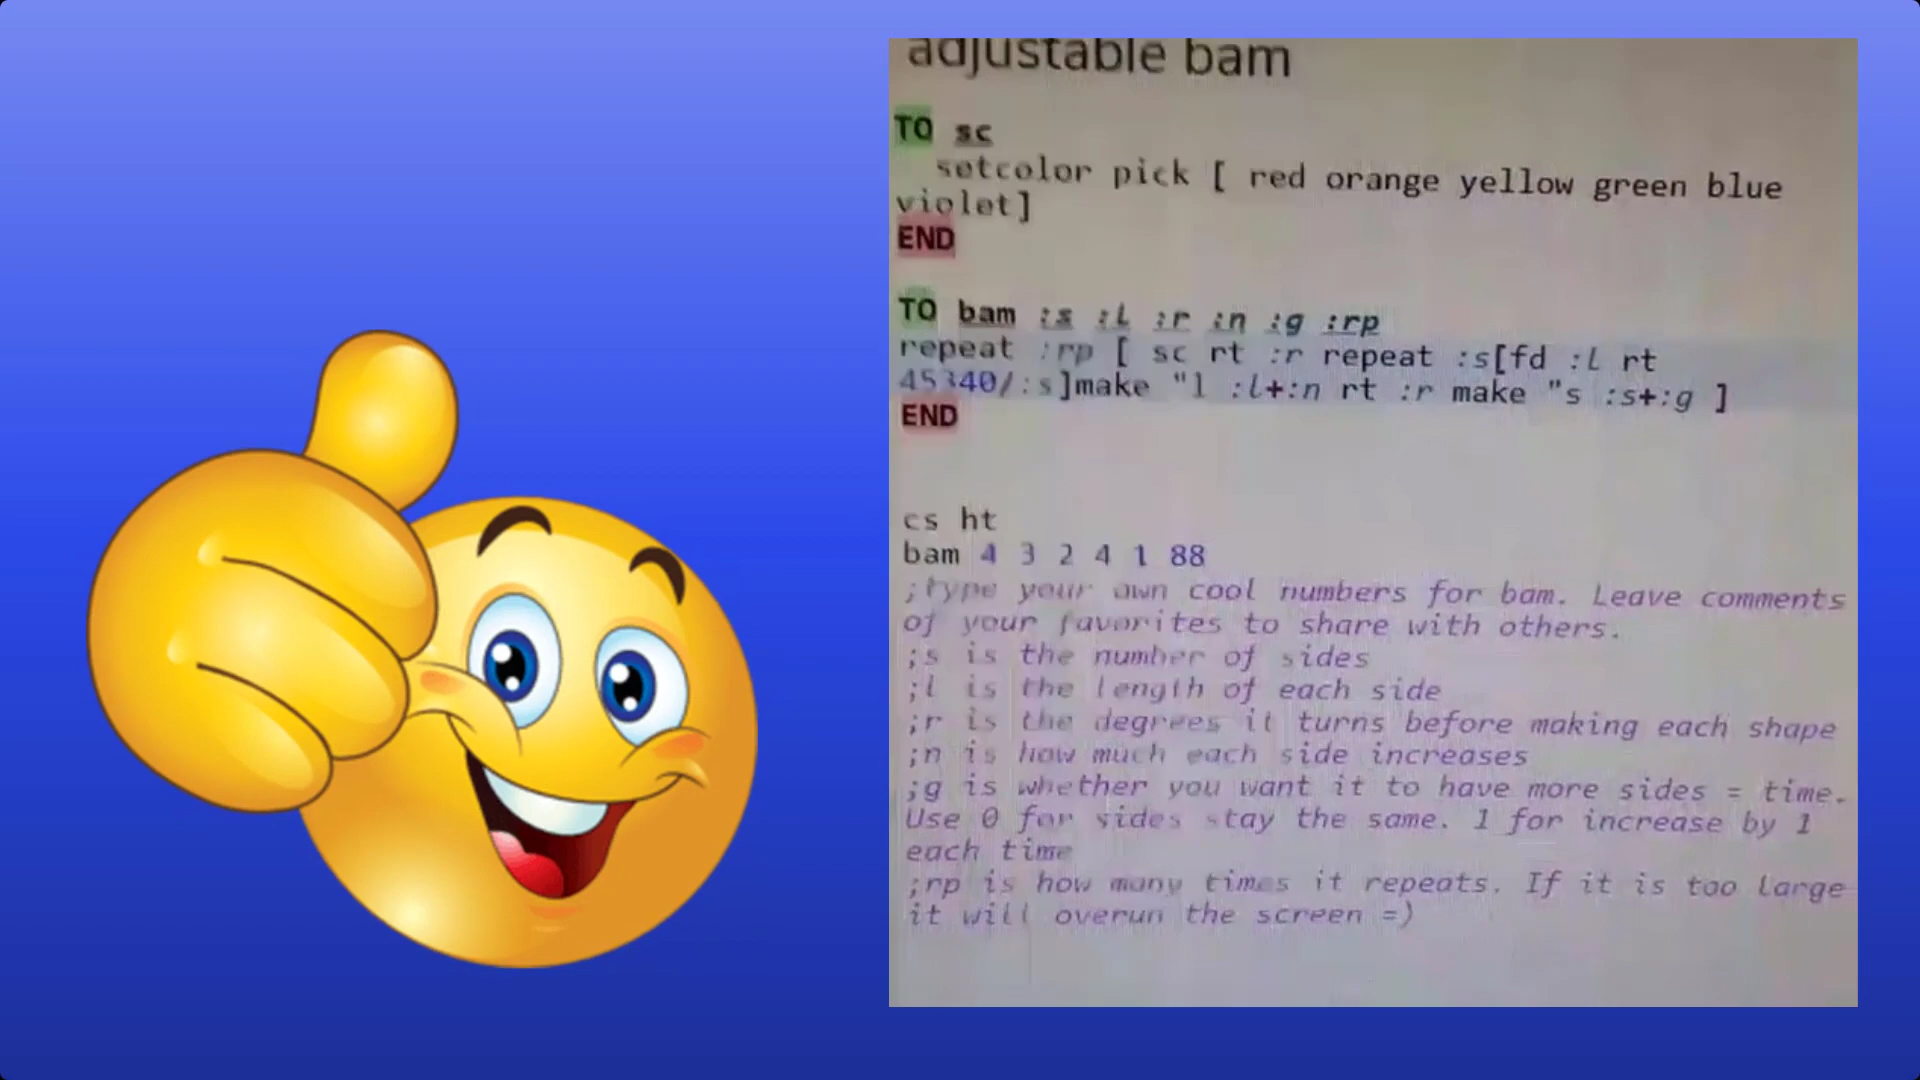 adjustable bam
TO sc
setcolor pick [ red orange yellow green blue
violet]
END
TO bam :s :l :r :n :g :rp
repeat :rp [ sc rt :r repeat :s[fd :l rt
45340/:s]make "l :l+:n rt :r make "s :s+:g ]
END
cs ht
bam 4 3 2 4 1 88
;type your own cool numbers for bam. Leave comments
of your favorites to share with others.
;s is the number of sides
;l is the length of each side
;r is the degrees it turns before making each shape
;n is how much each side increases
;g is whether you want it to have more sides = time.
Use 0 for sides stay the same. 1 for increase by 1
each time
;rp is how many times it repeats. If it is too large
it will overun the screen =)